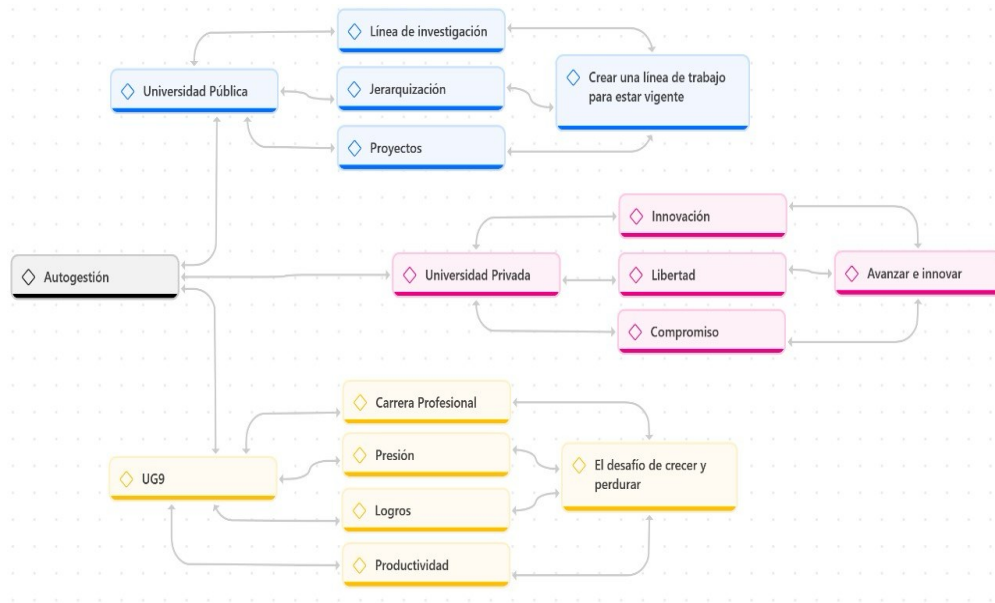 Línea de investigación
Universidad Pública
Jerarquización
Crear una línea de trabajo
para estar vigente
Proyectos
Innovación
Autogestión
Universidad Privada
Libertad
Avanzar e innovar
Compromiso
Carrera Profesional
Presión
UG9
El desafío de crecer y
perdurar
Logros
Productividad